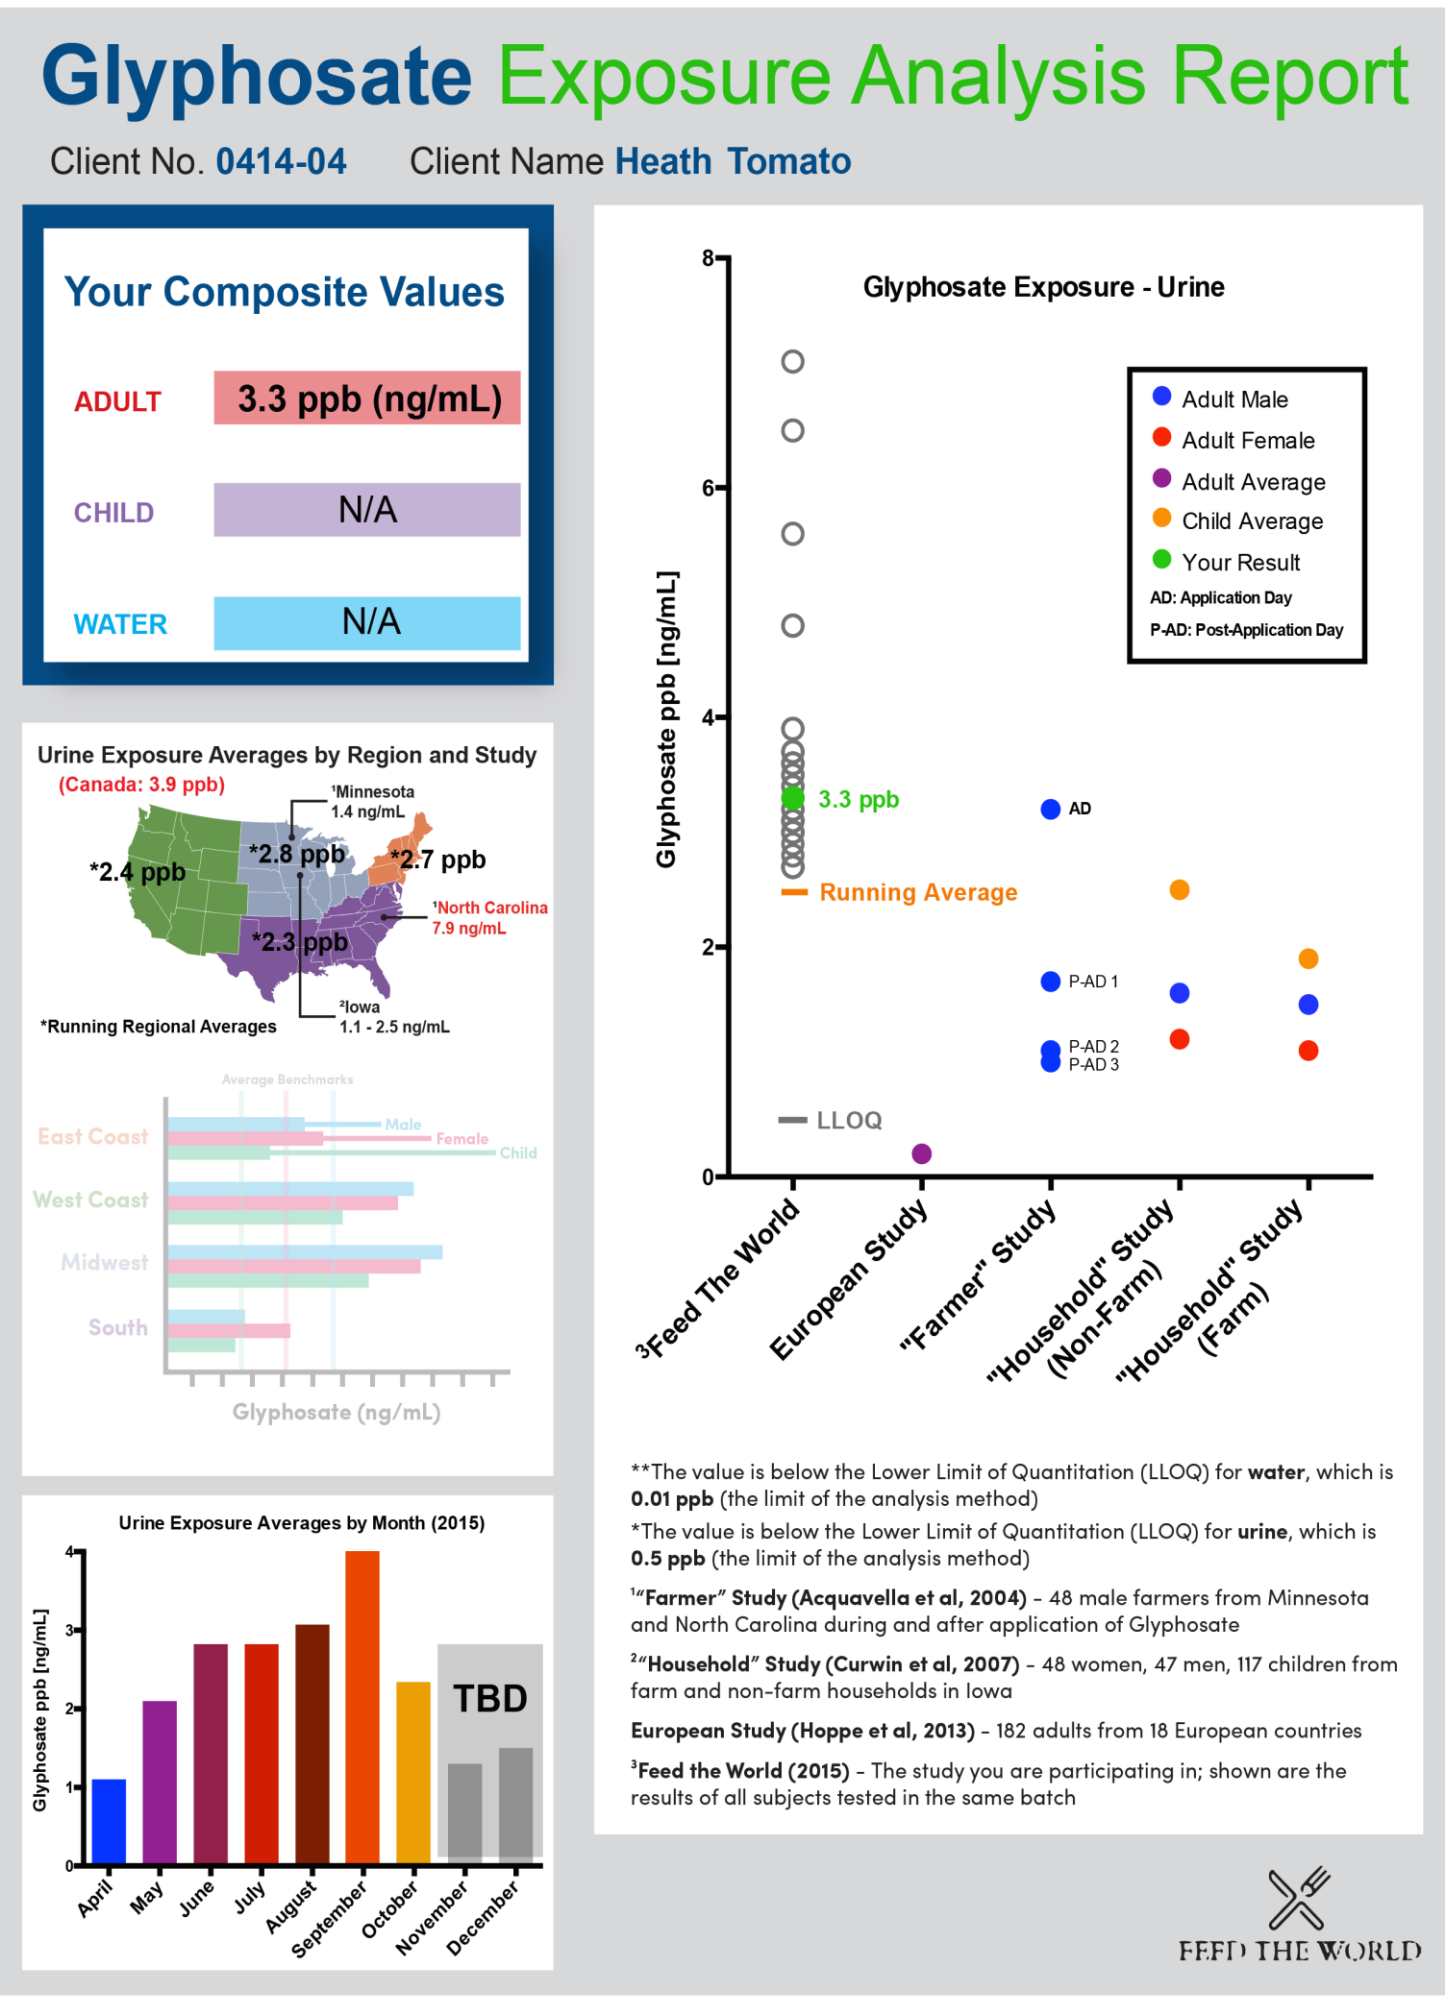 Glyphosate Exposure Analysis Report
Client No. 0414-04 Client Name Heath Tomato
Your Composite Values
ADULT 3.3 ppb (ng/mL)
CHILD N/A
WATER N/A
Urine Exposure Averages by Region and Study
(Canada: 3.9 ppb)
¹Minnesota
1.4 ng/mL
*2.8 ppb
*2.7 ppb
*2.4 ppb
¹North Carolina
7.9 ng/mL
*2.3 ppb
²Iowa
1.1 - 2.5 ng/mL
*Running Regional Averages
Average Benchmarks
East Coast
Male
Female
Child
West Coast
Midwest
South
Glyphosate (ng/mL)
Urine Exposure Averages by Month (2015)
Glyphosate ppb [ng/mL]
4
3
2
1
0
TBD
April
May
June
July
August
September
October
November
December
Glyphosate Exposure - Urine
Glyphosate ppb [ng/mL]
8
6
4
2
0
Adult Male
Adult Female
Adult Average
Child Average
Your Result
AD: Application Day
P-AD: Post-Application Day
3.3 ppb
AD
Running Average
P-AD 1
P-AD 2
P-AD 3
LLOQ
³Feed The World
European Study
"Farmer" Study
"Household" Study
(Non-Farm)
"Household" Study
(Farm)
**The value is below the Lower Limit of Quantitation (LLOQ) for water, which is
0.01 ppb (the limit of the analysis method)
*The value is below the Lower Limit of Quantitation (LLOQ) for urine, which is
0.5 ppb (the limit of the analysis method)
¹“Farmer” Study (Acquavella et al, 2004) - 48 male farmers from Minnesota
and North Carolina during and after application of Glyphosate
²“Household” Study (Curwin et al, 2007) - 48 women, 47 men, 117 children from
farm and non-farm households in Iowa
European Study (Hoppe et al, 2013) - 182 adults from 18 European countries
³Feed the World (2015) - The study you are participating in; shown are the
results of all subjects tested in the same batch
FEED THE WORLD